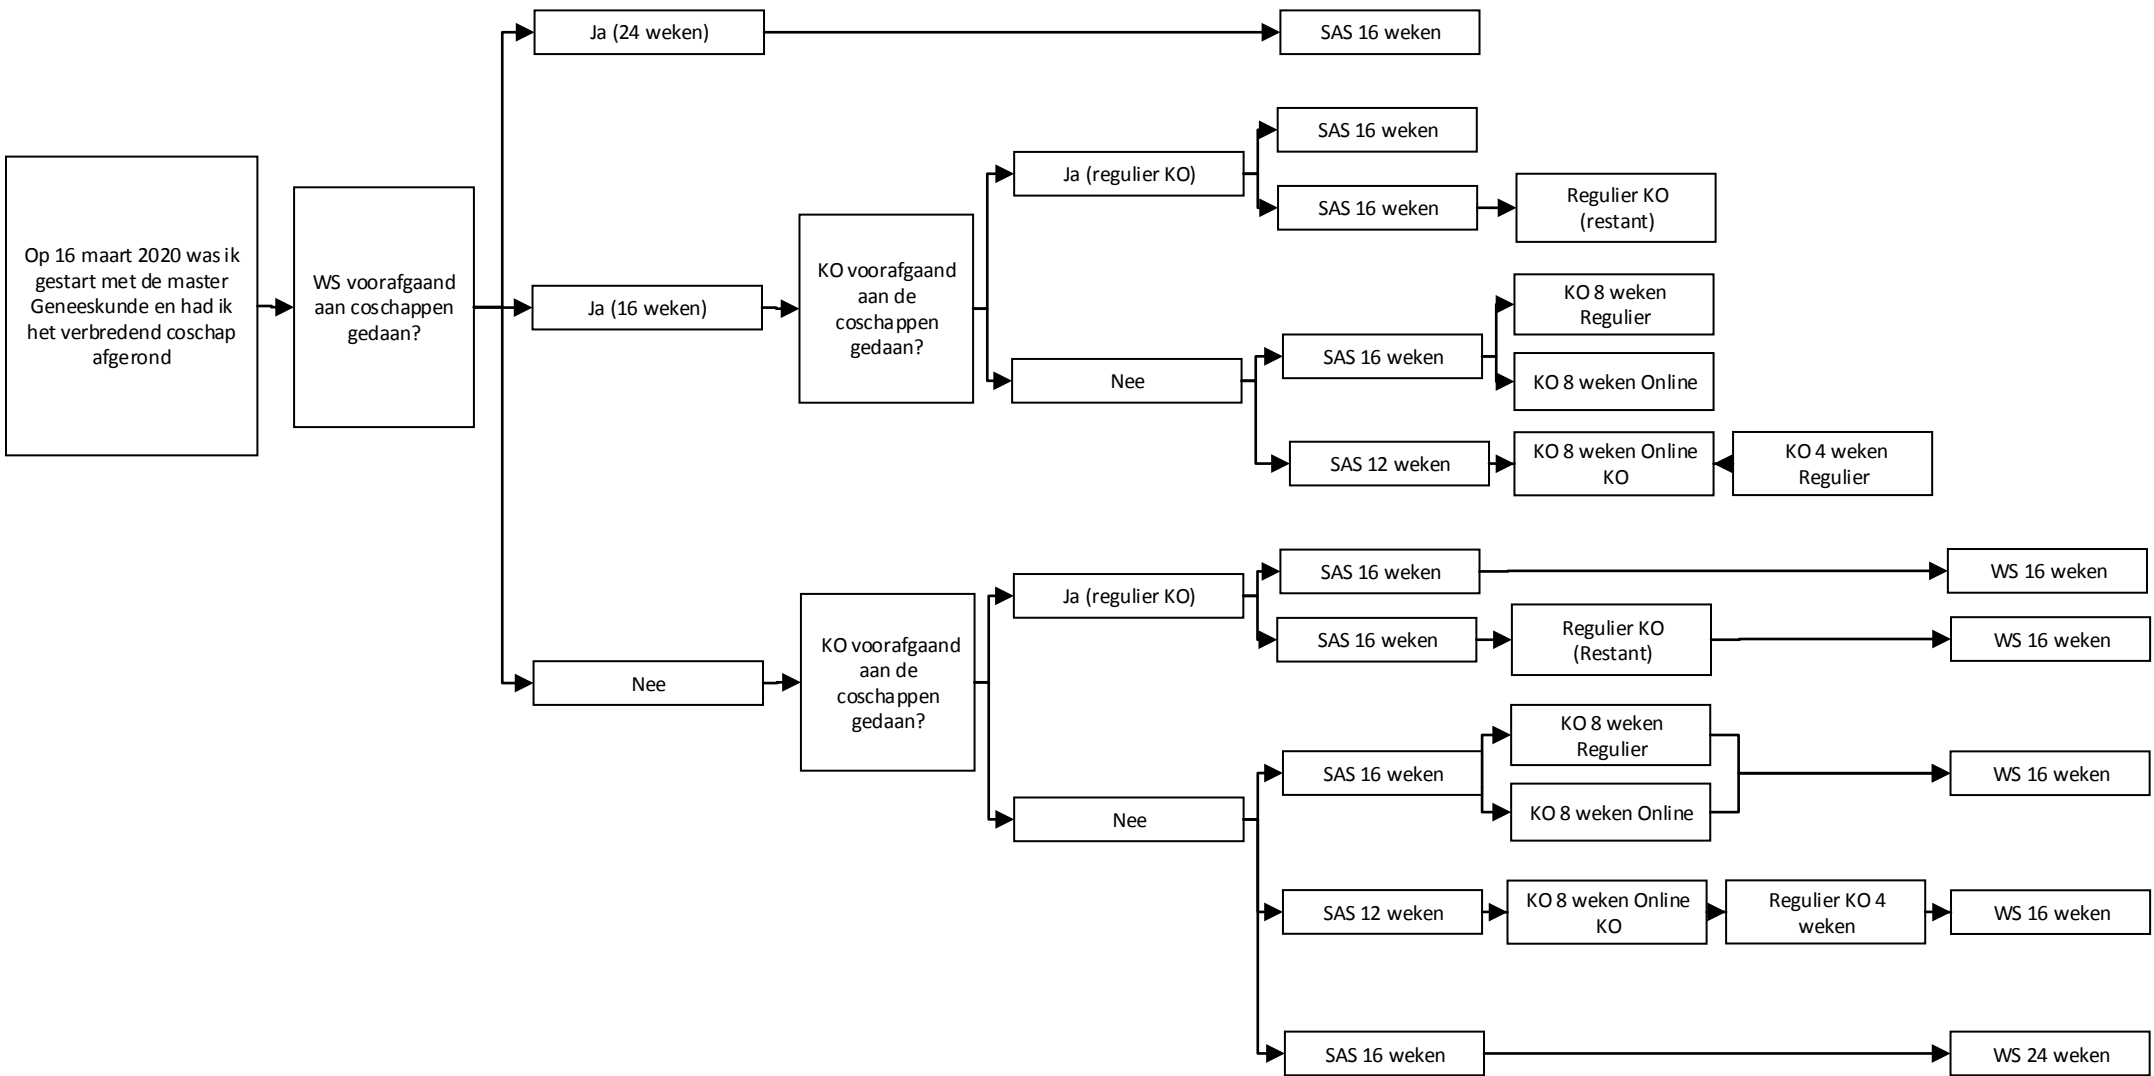 Ja (24 weken)
SAS 16 weken
Op 16 maart 2020 was ik
gestart met de master
Geneeskunde en had ik
het verbredend coschap
afgerond
WS voorafgaand
aan coschappen
gedaan?
Ja (16 weken)
KO voorafgaand
aan de
coschappen
gedaan?
Ja (regulier KO)
SAS 16 weken
SAS 16 weken
Regulier KO
(restant)
Nee
SAS 16 weken
KO 8 weken
Regulier
KO 8 weken Online
SAS 12 weken
KO 8 weken Online
KO
KO 4 weken
Regulier
Nee
KO voorafgaand
aan de
coschappen
gedaan?
Ja (regulier KO)
SAS 16 weken
WS 16 weken
SAS 16 weken
Regulier KO
(Restant)
WS 16 weken
Nee
SAS 16 weken
KO 8 weken
Regulier
KO 8 weken Online
WS 16 weken
SAS 12 weken
KO 8 weken Online
KO
Regulier KO 4
weken
WS 16 weken
SAS 16 weken
WS 24 weken